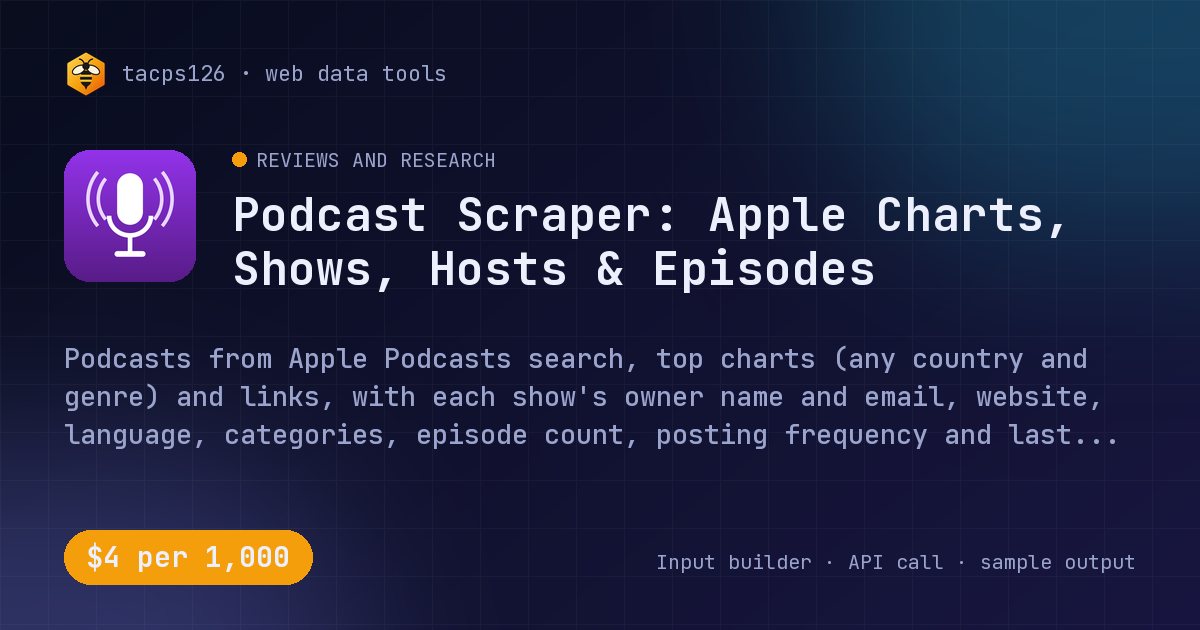 tacps126 · web data tools
REVIEWS AND RESEARCH
Podcast Scraper: Apple Charts,
Shows, Hosts & Episodes
Podcasts from Apple Podcasts search, top charts (any country and
genre) and links, with each show's owner name and email, website,
language, categories, episode count, posting frequency and last...
$4 per 1,000
Input builder · API call · sample output